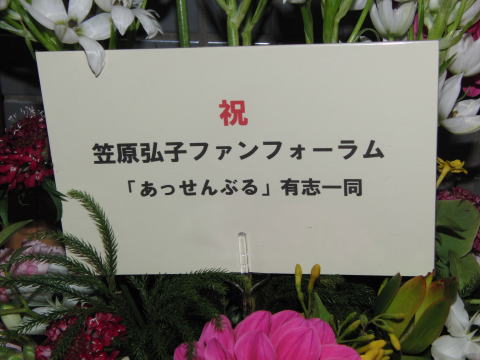 祝
笠原弘子ファンフォーラム
「あっせんぶる」有志一同